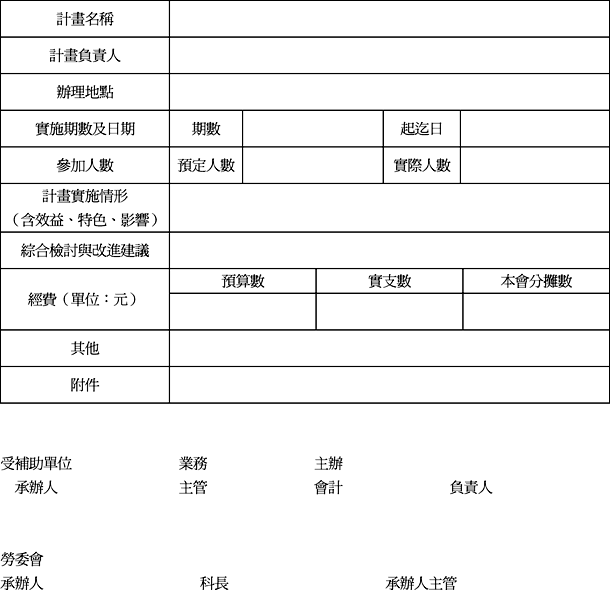 計畫名稱
計畫負責人
辦理地點
實施期數及日期 期數 起迄日
參加人數 預定人數 實際人數
計畫實施情形
（含效益、特色、影響）
綜合檢討與改進建議
經費（單位：元） 預算數 實支數 本會分攤數
其他
附件
受補助單位 業務 主辦
承辦人 主管 會計 負責人
勞委會
承辦人 科長 承辦人主管